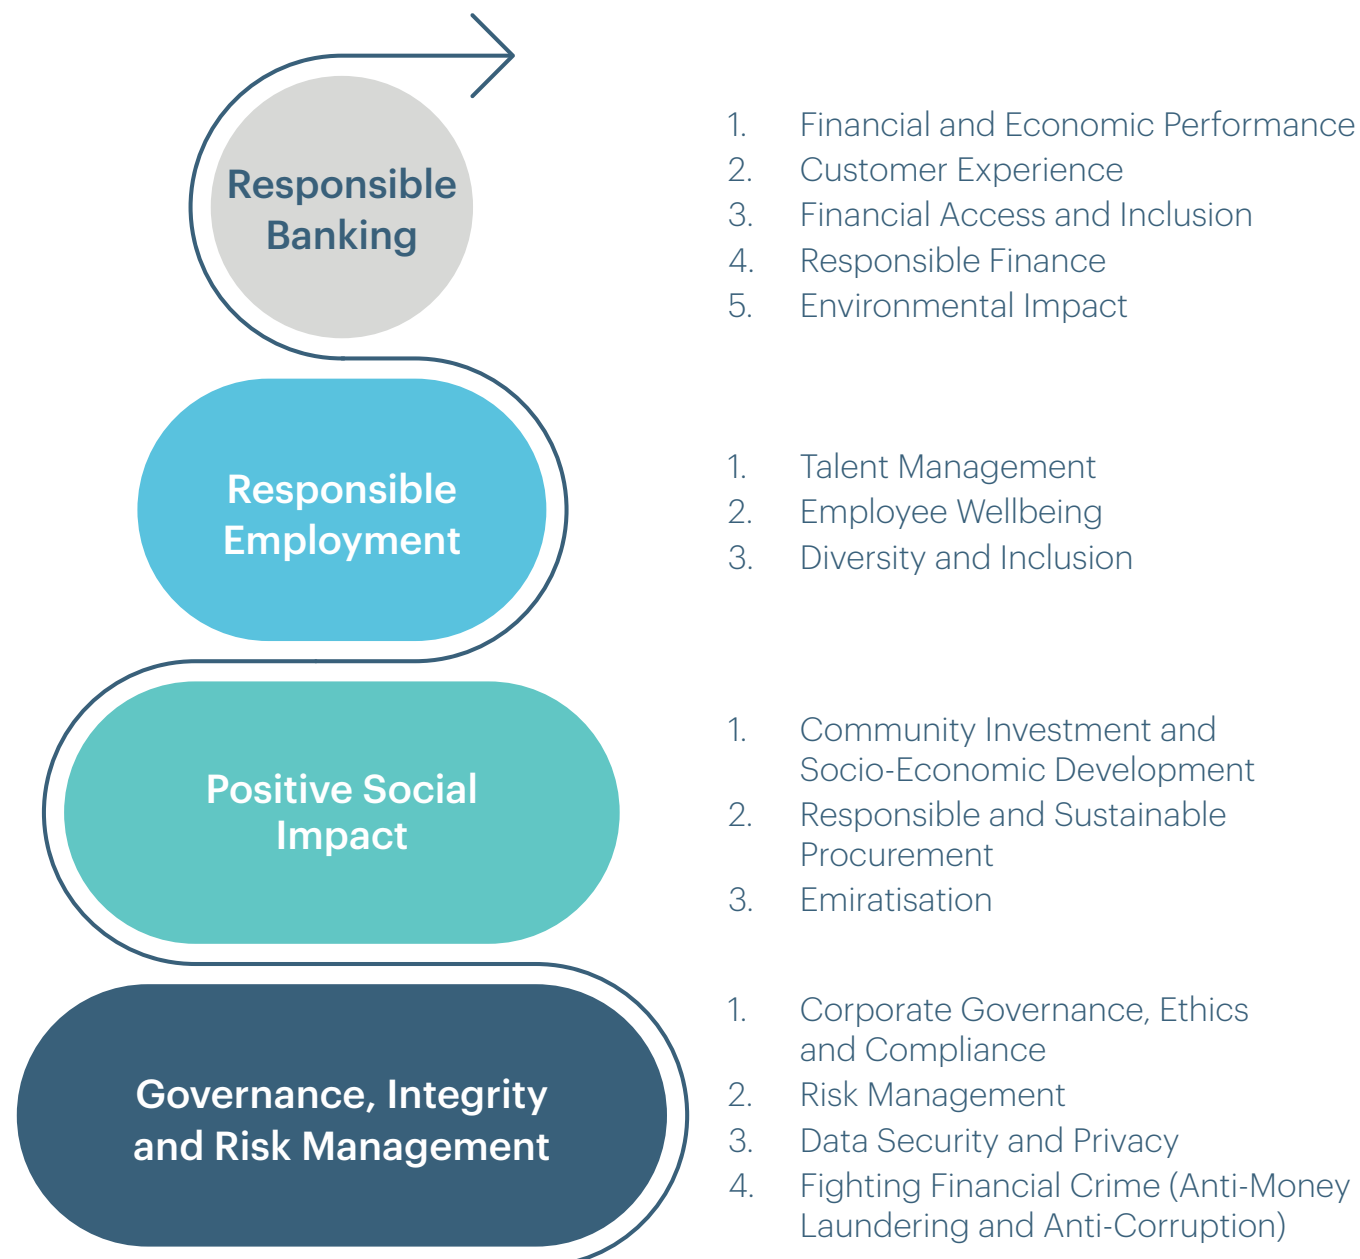 Responsible
Banking
1. Financial and Economic Performance
2. Customer Experience
3. Financial Access and Inclusion
4. Responsible Finance
5. Environmental Impact
Responsible
Employment
1. Talent Management
2. Employee Wellbeing
3. Diversity and Inclusion
Positive Social
Impact
1. Community Investment and
Socio-Economic Development
2. Responsible and Sustainable
Procurement
3. Emiratisation
Governance, Integrity
and Risk Management
1. Corporate Governance, Ethics
and Compliance
2. Risk Management
3. Data Security and Privacy
4. Fighting Financial Crime (Anti-Money
Laundering and Anti-Corruption)